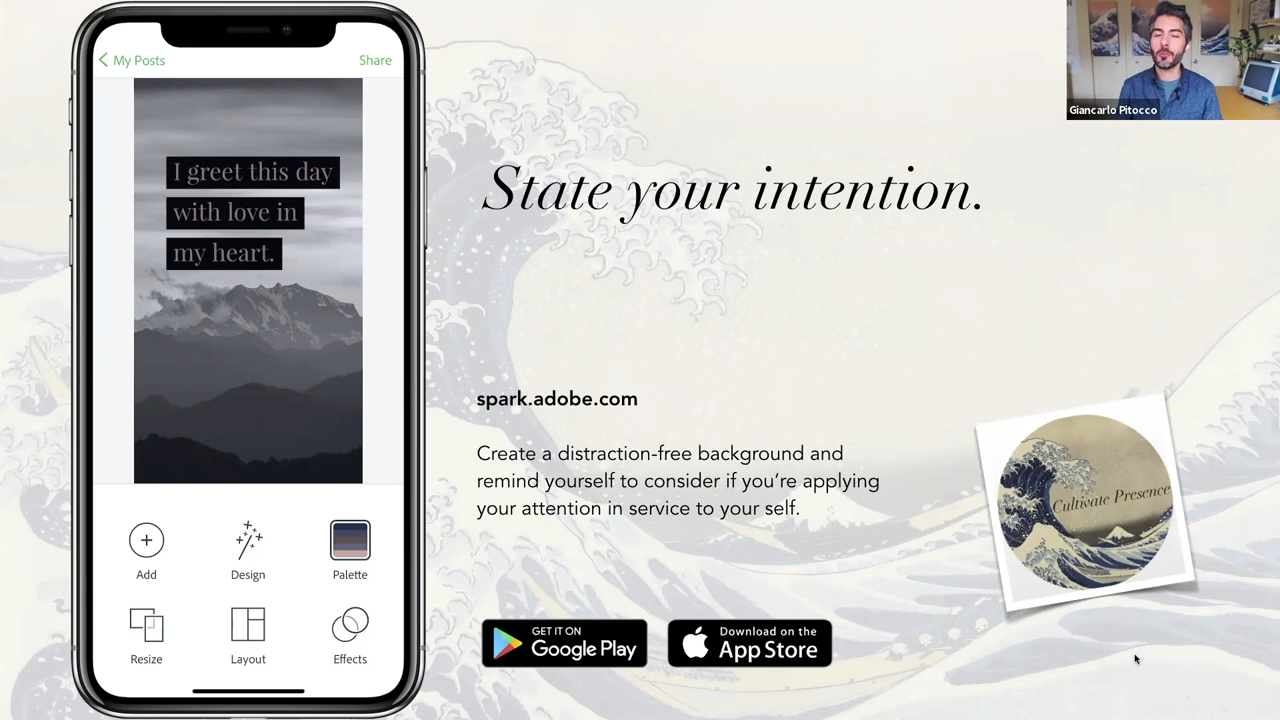 My Posts
Share
I greet this day
with love in
my heart.
Add
Design
Palette
Resize
Layout
Effects
State your intention.
spark.adobe.com
Create a distraction-free background and
remind yourself to consider if you're applying
your attention in service to your self.
GET IT ON
Google Play
Download on the
App Store
Cultivate Presence
Giancarlo Pitocco